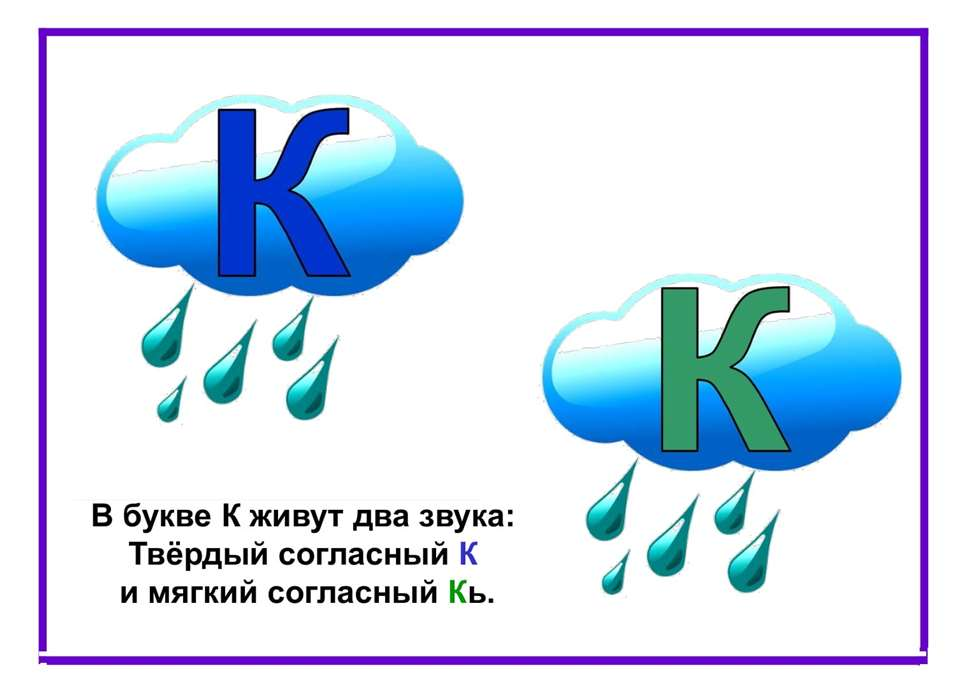 К
К
В букве К живут два звука:
Твёрдый согласный К
и мягкий согласный Кь.